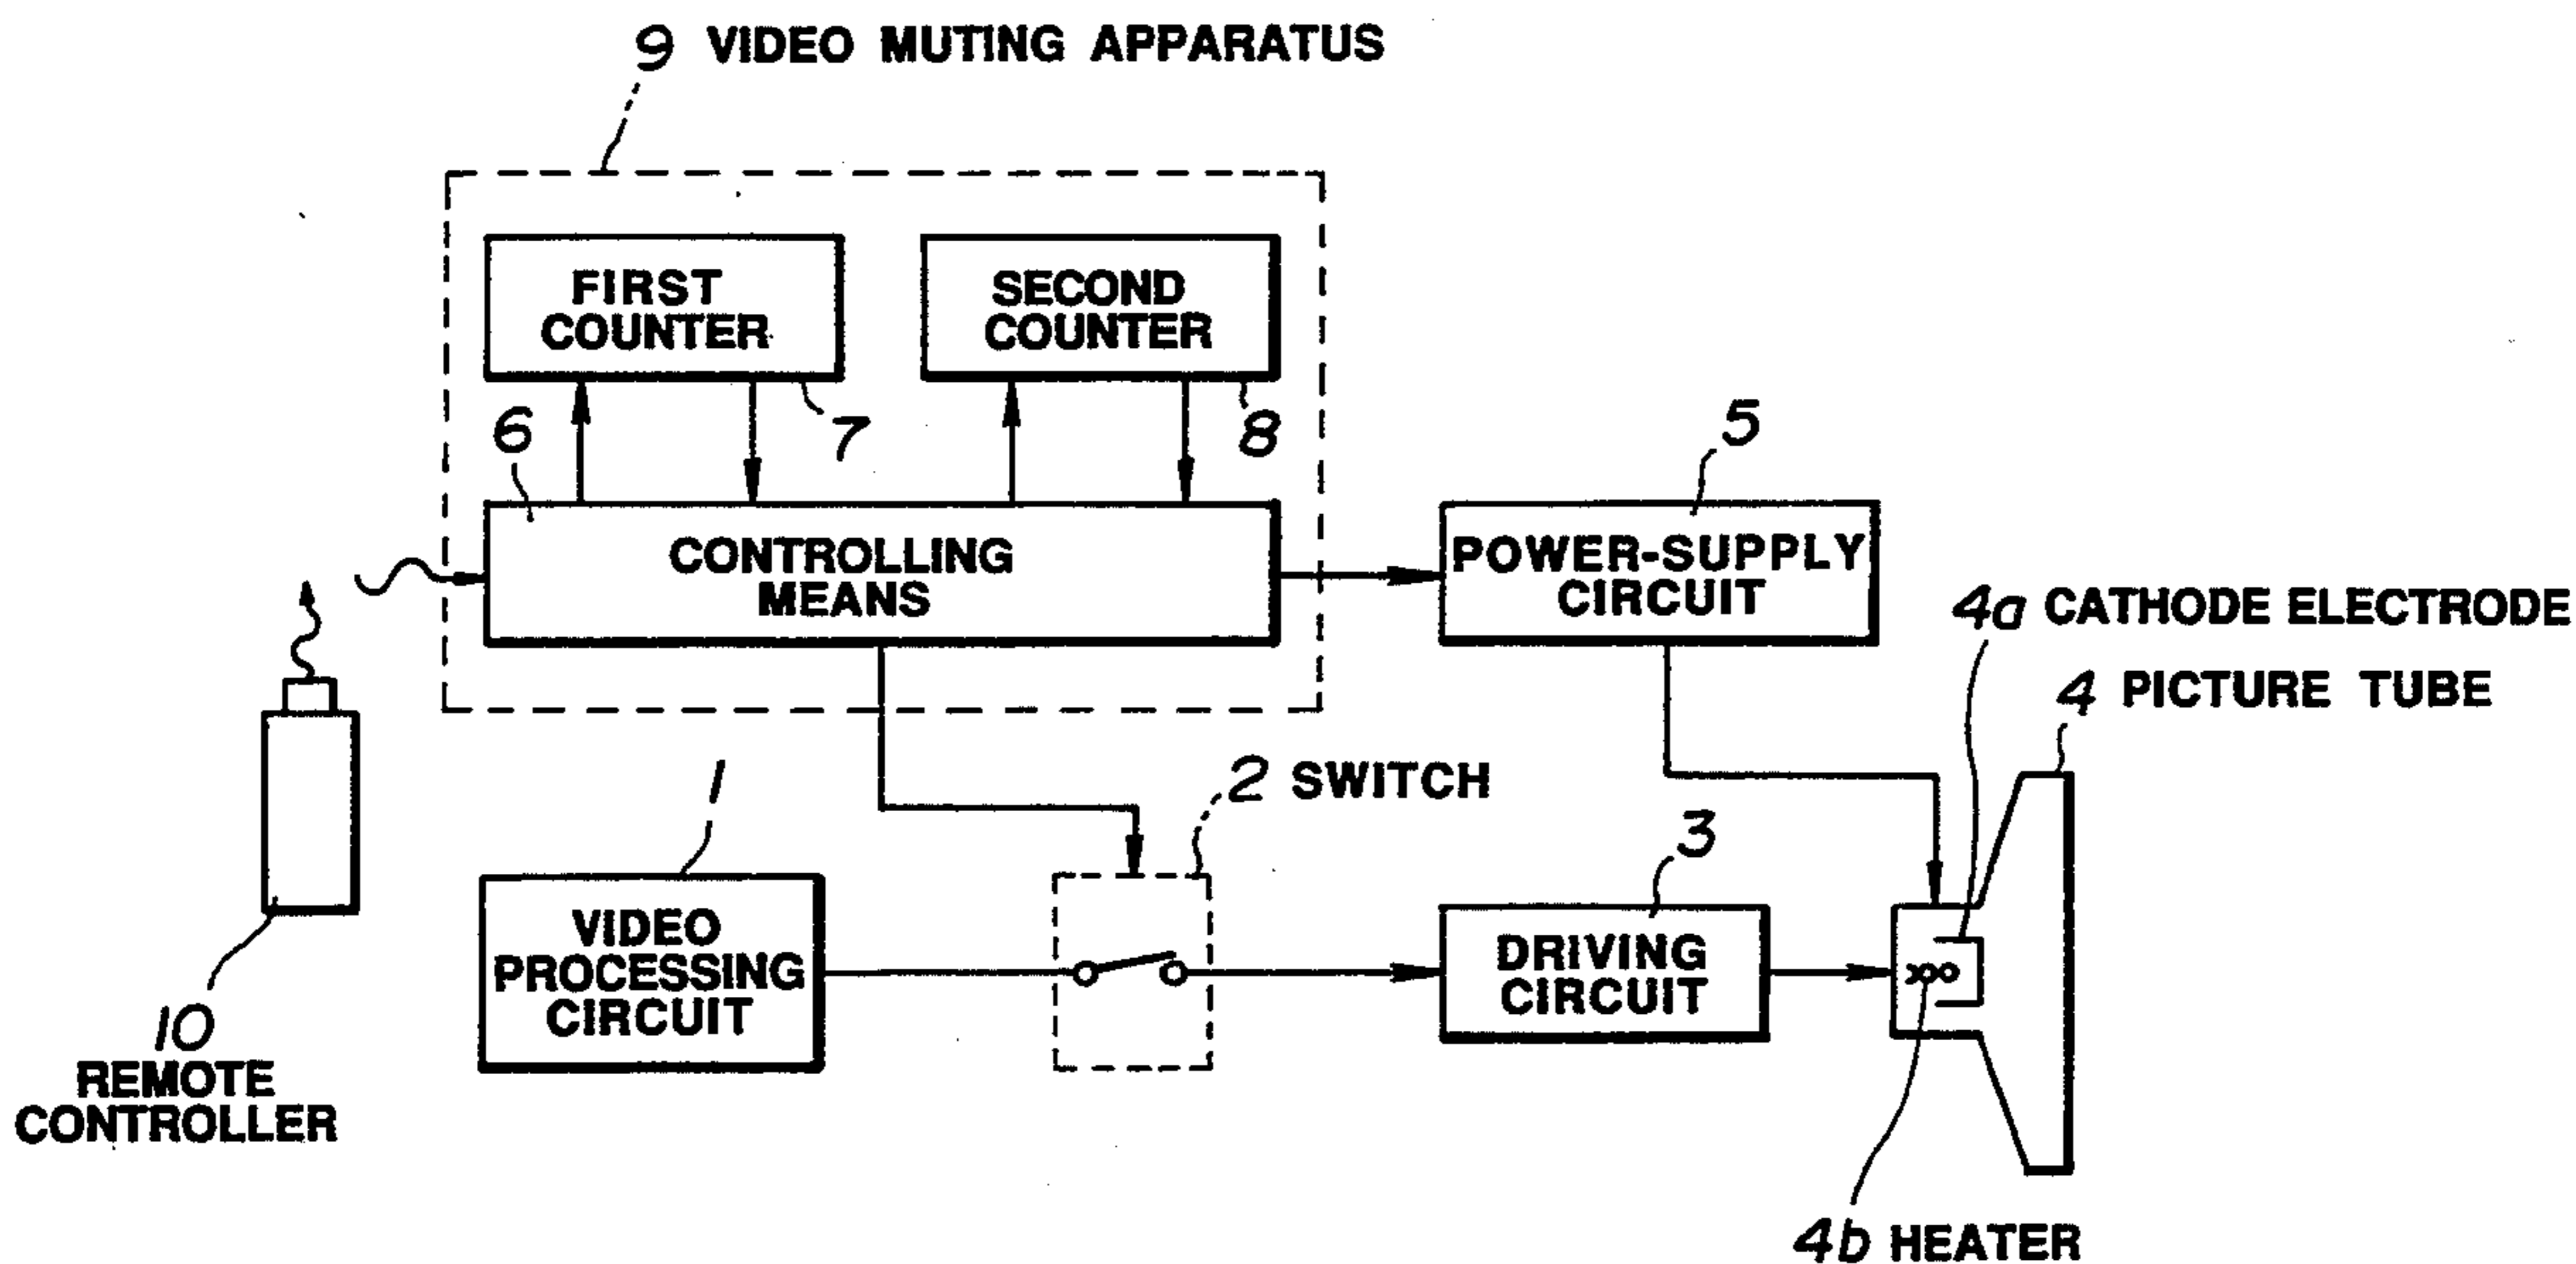 9 VIDEO MUTING APPARATUS
FIRST
COUNTER
7
SECOND
COUNTER
8
6
CONTROLLING
MEANS
5
POWER-SUPPLY
CIRCUIT
4a CATHODE ELECTRODE
4 PICTURE TUBE
1
VIDEO
PROCESSING
CIRCUIT
2 SWITCH
3
DRIVING
CIRCUIT
10
REMOTE
CONTROLLER
4b HEATER